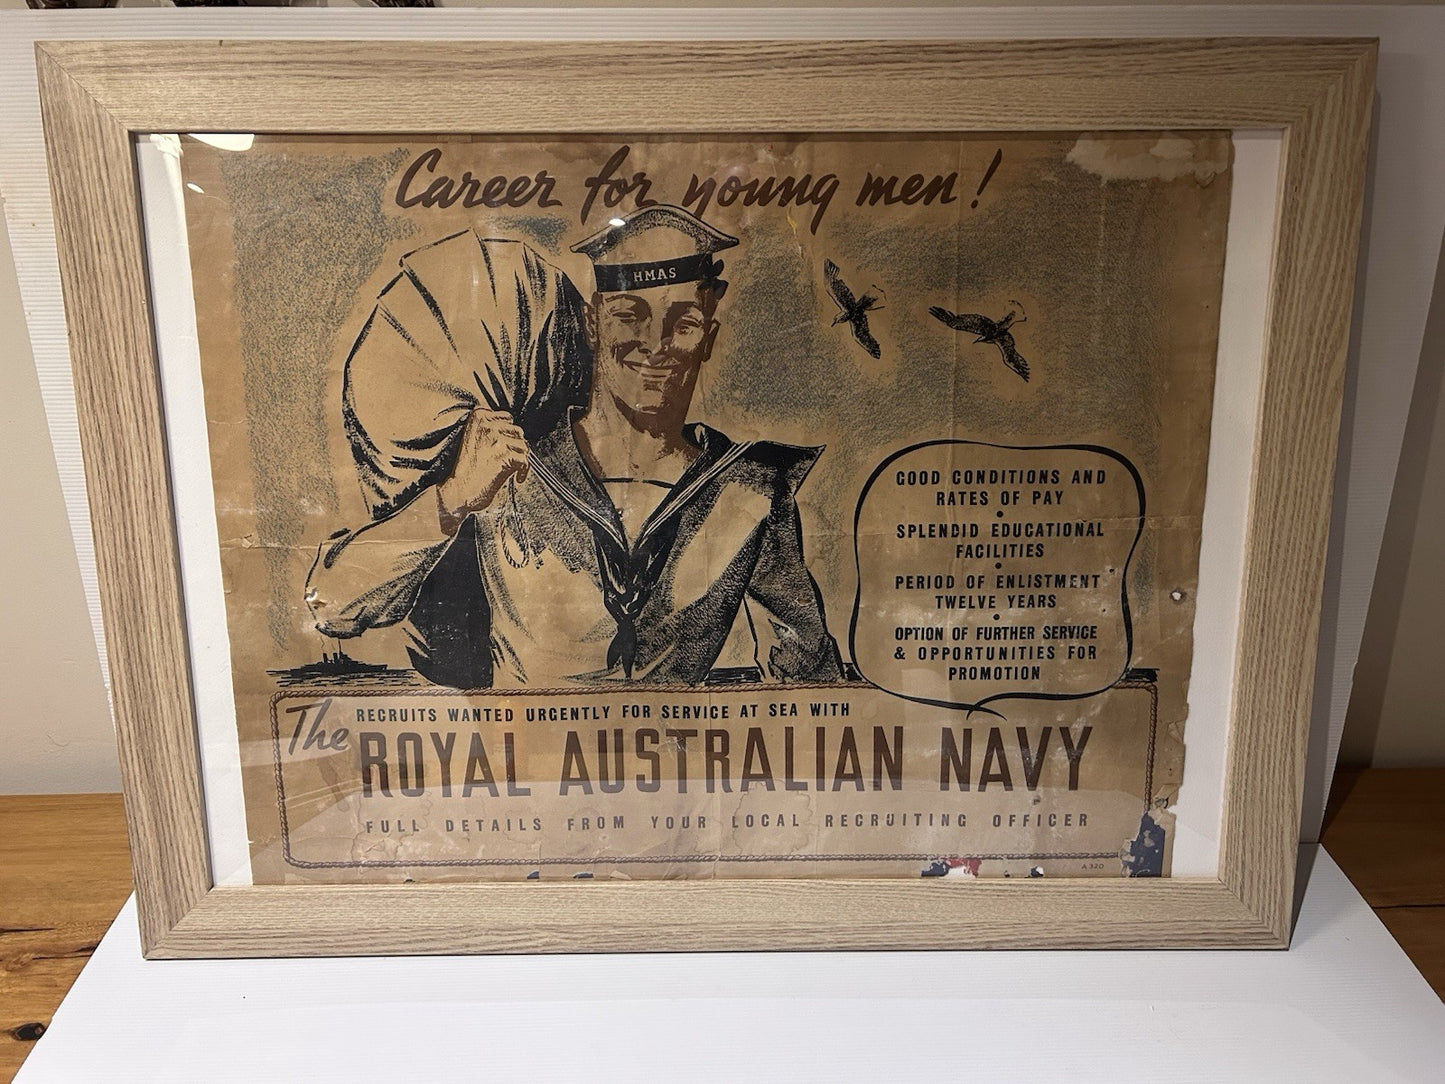 Career for young men!
HMAS
GOOD CONDITIONS AND
RATES OF PAY
•
SPLENDID EDUCATIONAL
FACILITIES
•
PERIOD OF ENLISTMENT
TWELVE YEARS
•
OPTION OF FURTHER SERVICE
& OPPORTUNITIES FOR
PROMOTION
RECRUITS WANTED URGENTLY FOR SERVICE AT SEA WITH
The ROYAL AUSTRALIAN NAVY
FULL DETAILS FROM YOUR LOCAL RECRUITING OFFICER
A 320